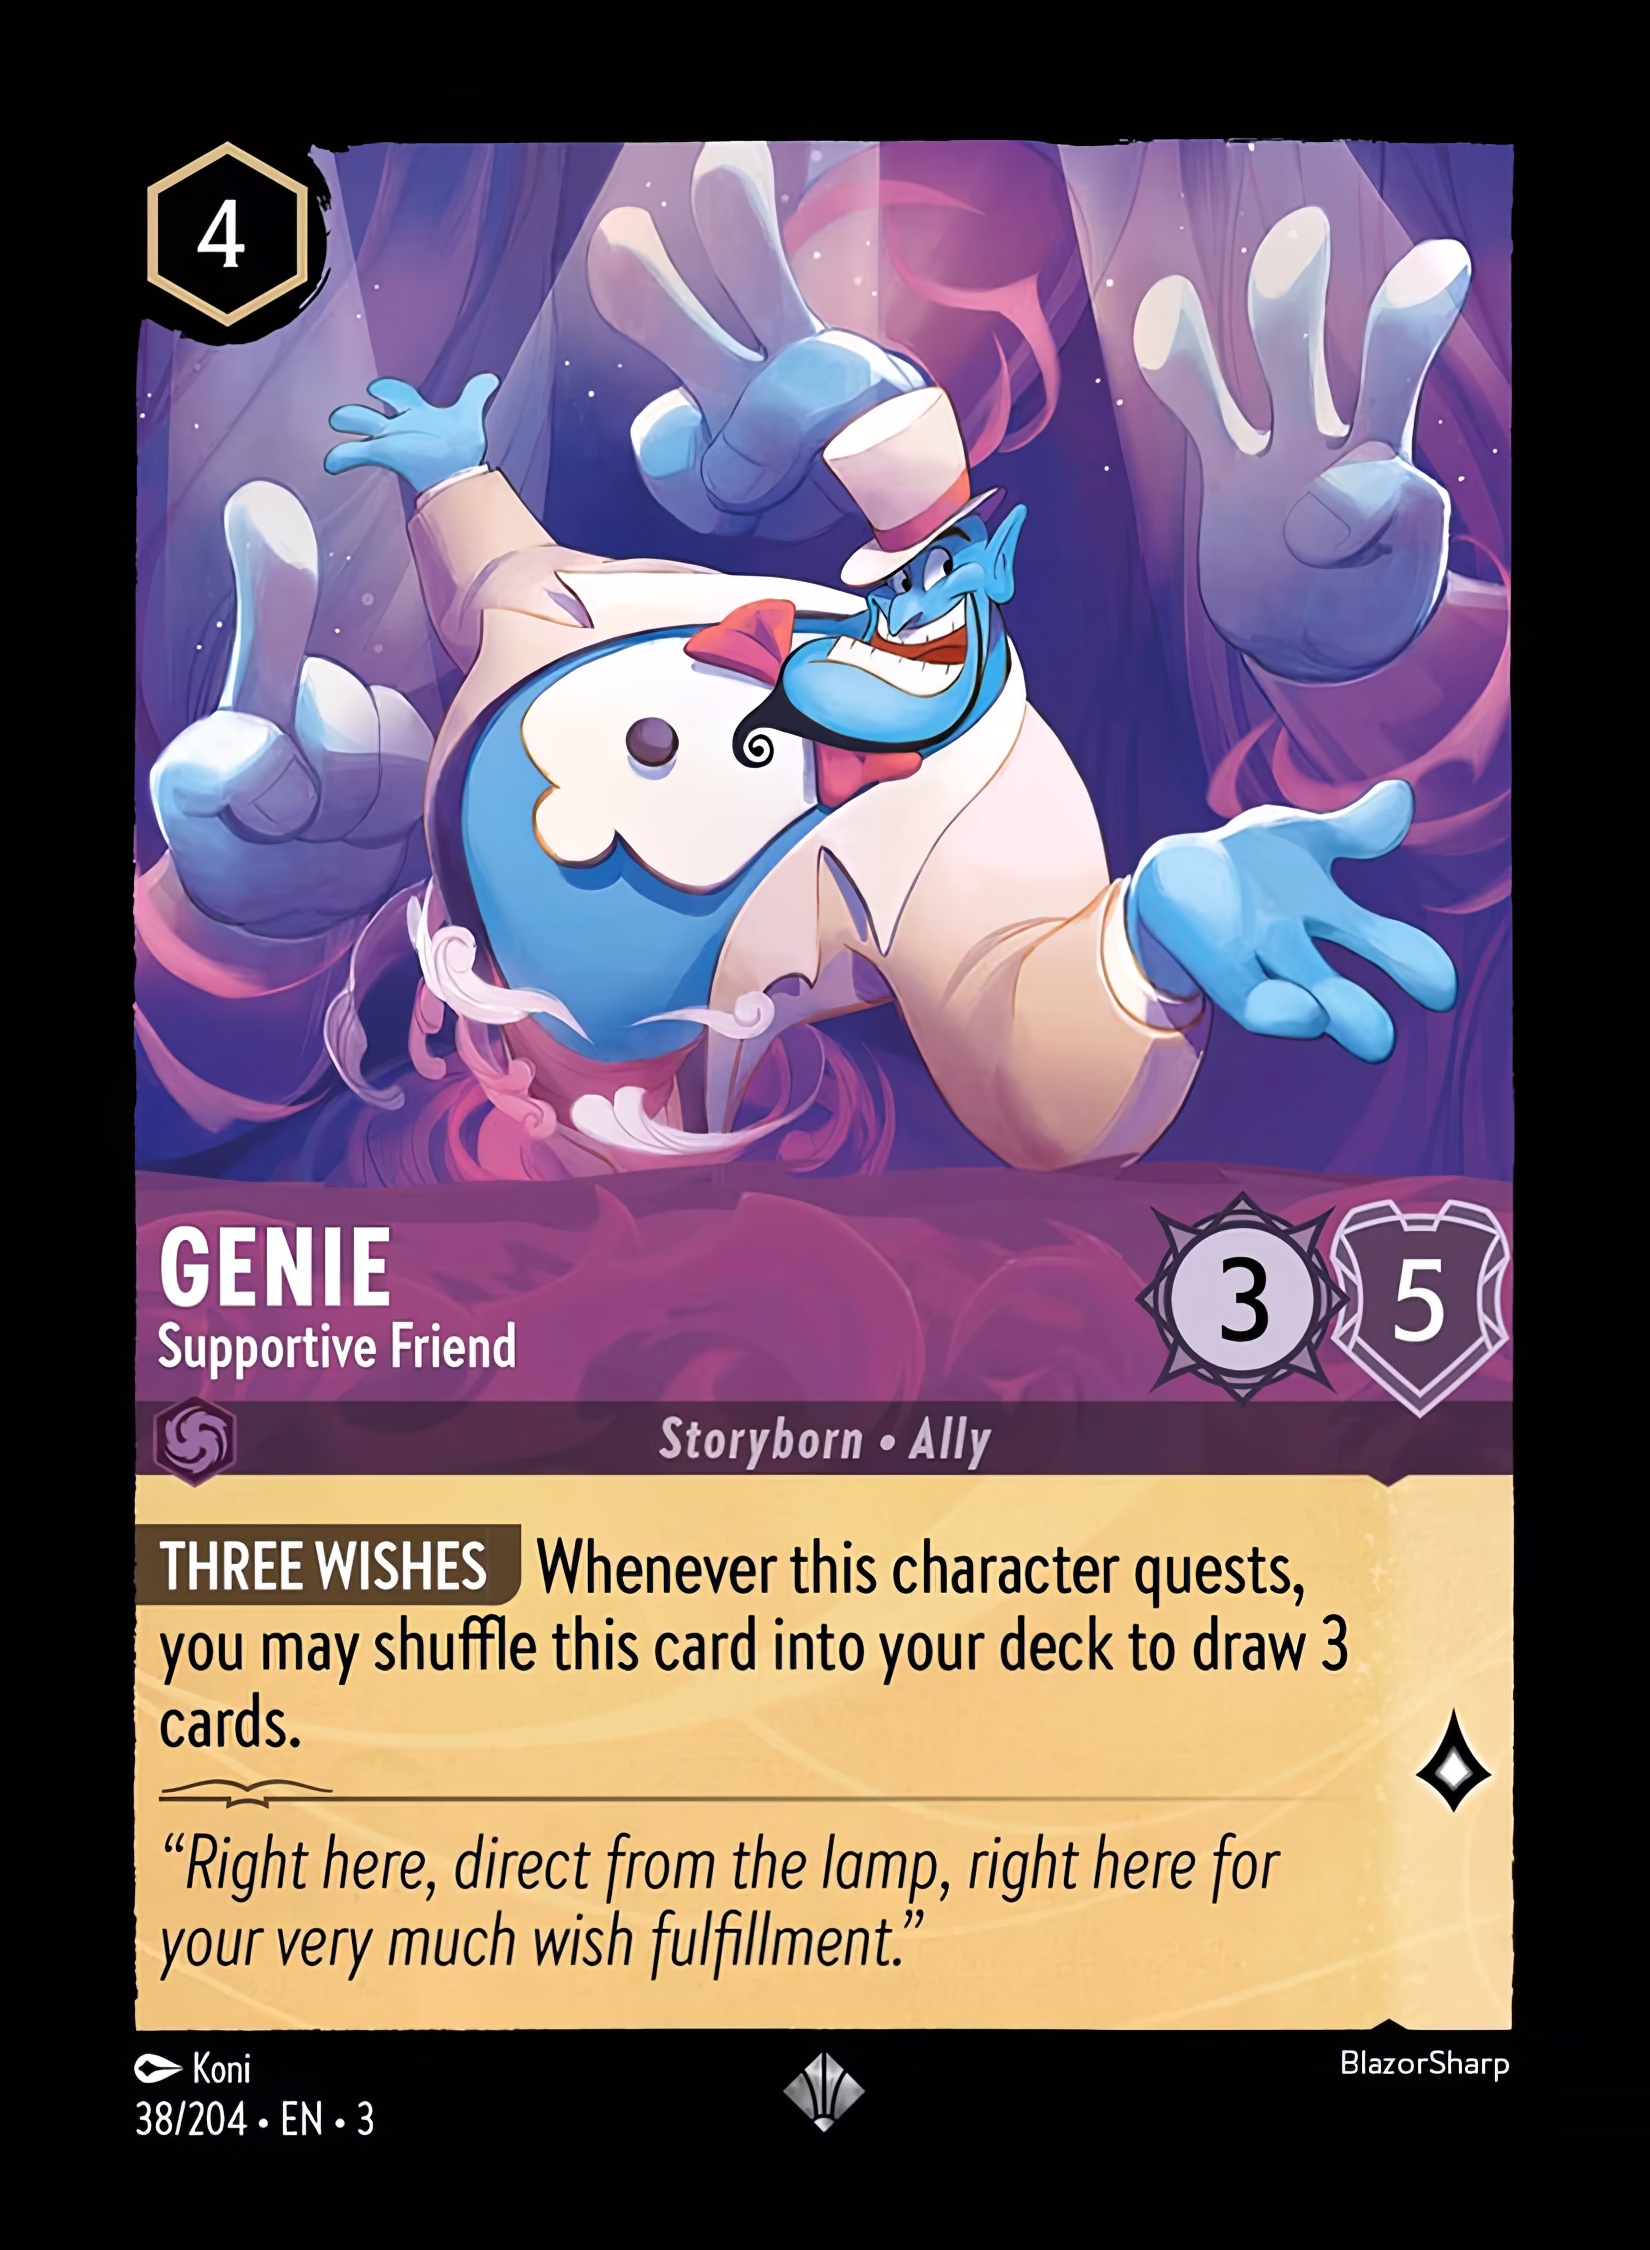 4
GENIE
Supportive Friend
3
5
Storyborn • Ally
THREE WISHES Whenever this character quests,
you may shuffle this card into your deck to draw 3
cards.
“Right here, direct from the lamp, right here for
your very much wish fulfillment.”
Koni
BlazorSharp
38/204 • EN • 3